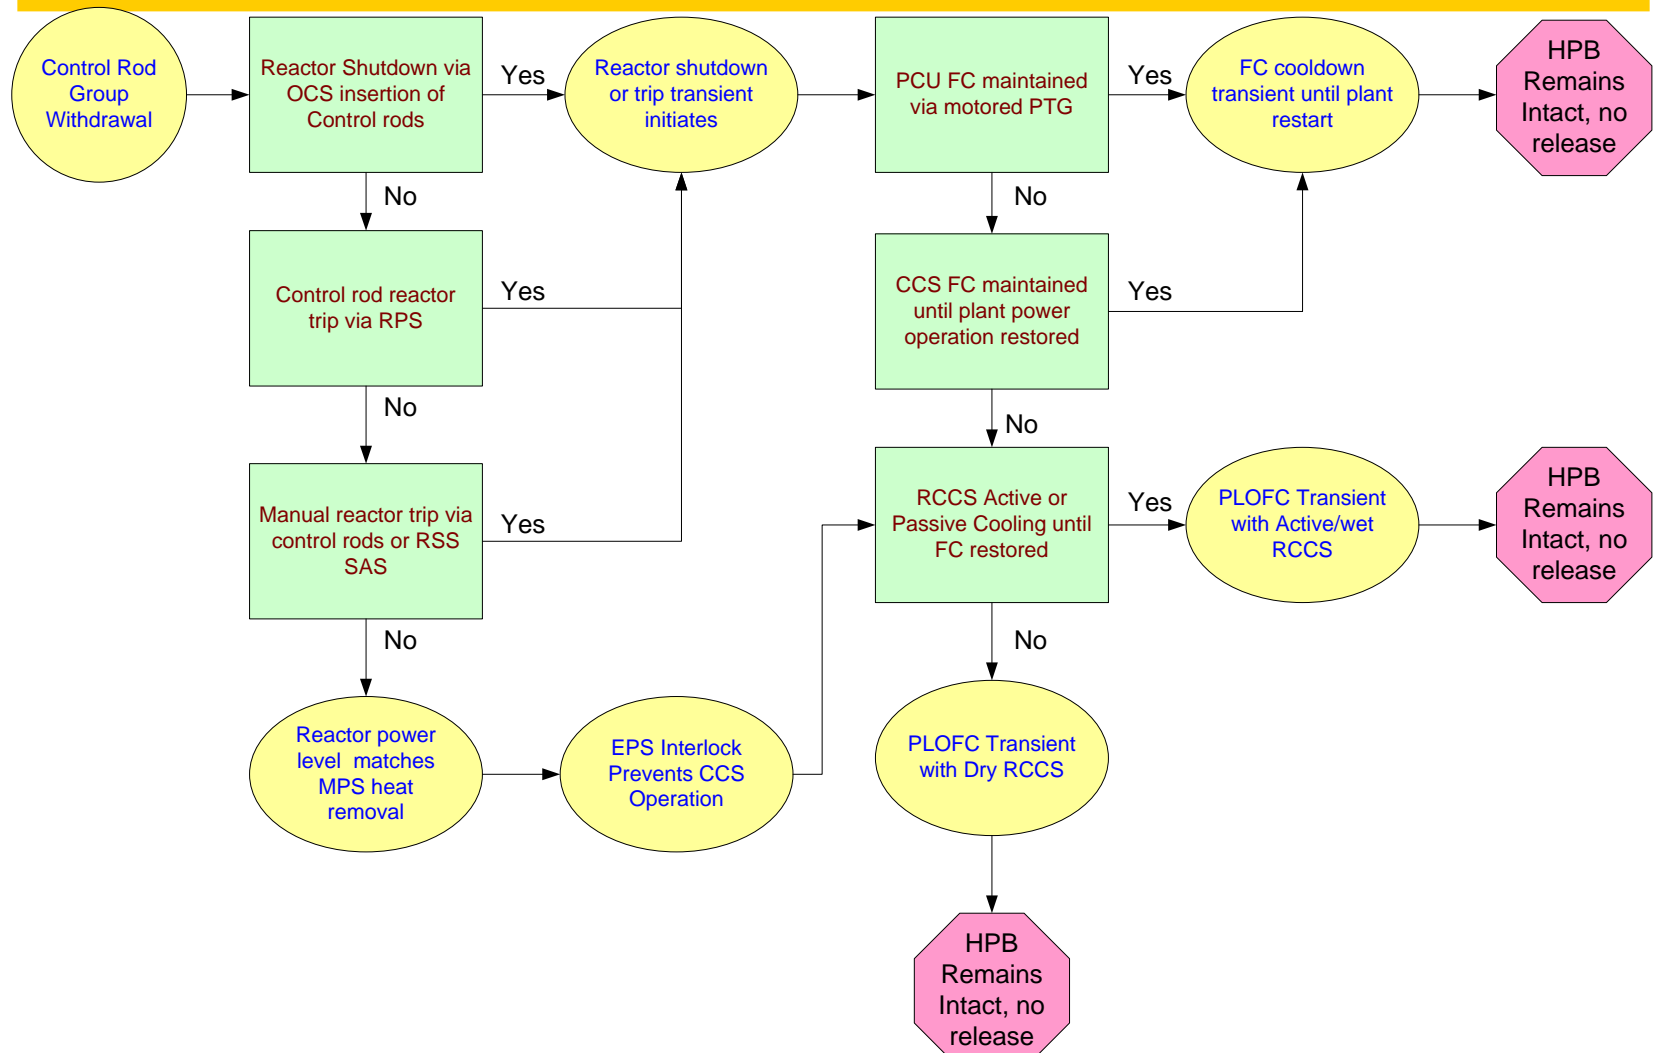 Control Rod
Group
Withdrawal
Reactor Shutdown via
OCS insertion of
Control rods
Yes
Reactor shutdown
or trip transient
initiates
PCU FC maintained
via motored PTG
Yes
FC cooldown
transient until plant
restart
HPB
Remains
Intact, no
release
No
No
Control rod reactor
trip via RPS
Yes
CCS FC maintained
until plant power
operation restored
Yes
No
No
Manual reactor trip via
control rods or RSS
SAS
Yes
RCCS Active or
Passive Cooling until
FC restored
Yes
PLOFC Transient
with Active/wet
RCCS
HPB
Remains
Intact, no
release
No
No
Reactor power
level matches
MPS heat
removal
EPS Interlock
Prevents CCS
Operation
PLOFC Transient
with Dry RCCS
HPB
Remains
Intact, no
release